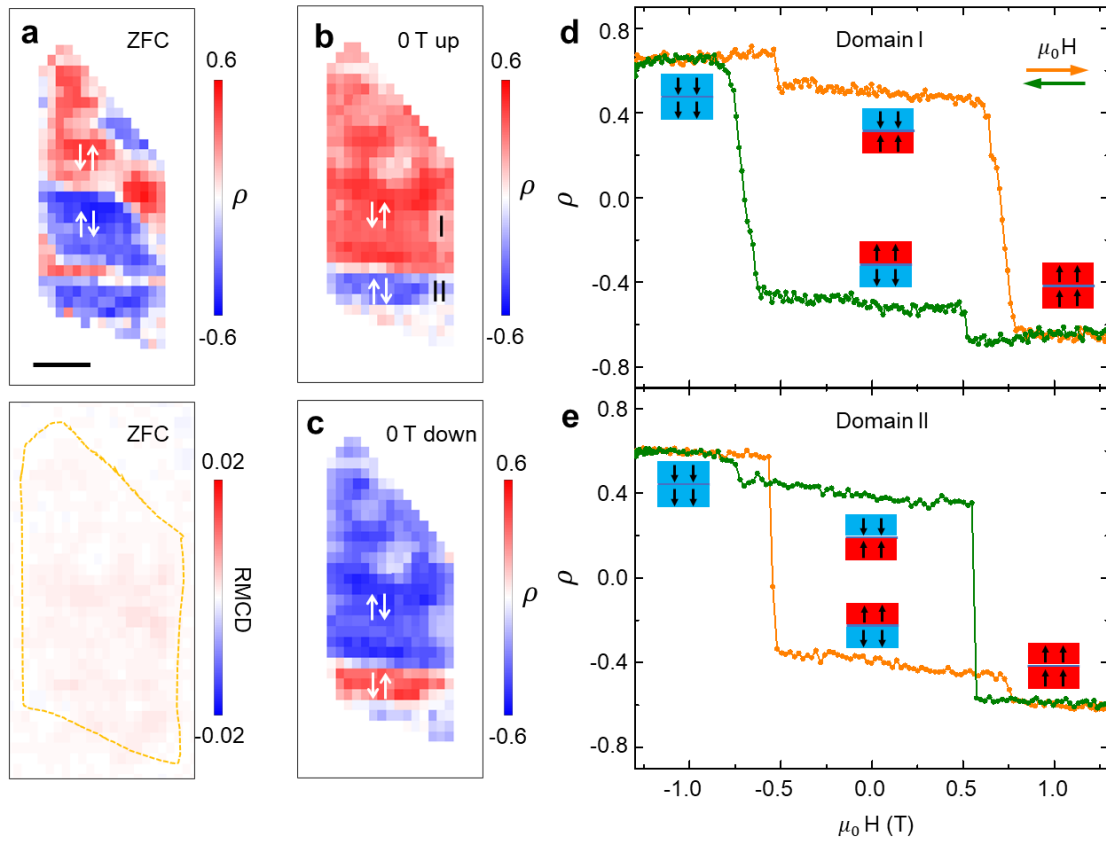 a
ZFC
0.6
ρ
-0.6
ZFC
0.02
RMCD
-0.02
b
0 T up
0.6
I
ρ
II
-0.6
c
0 T down
0.6
ρ
-0.6
d
Domain I
μ₀H
0.8
0.4
0.0
-0.4
-0.8
ρ
e
Domain II
0.8
0.4
0.0
-0.4
-0.8
ρ
-1.0
-0.5
0.0
0.5
1.0
μ₀ H (T)